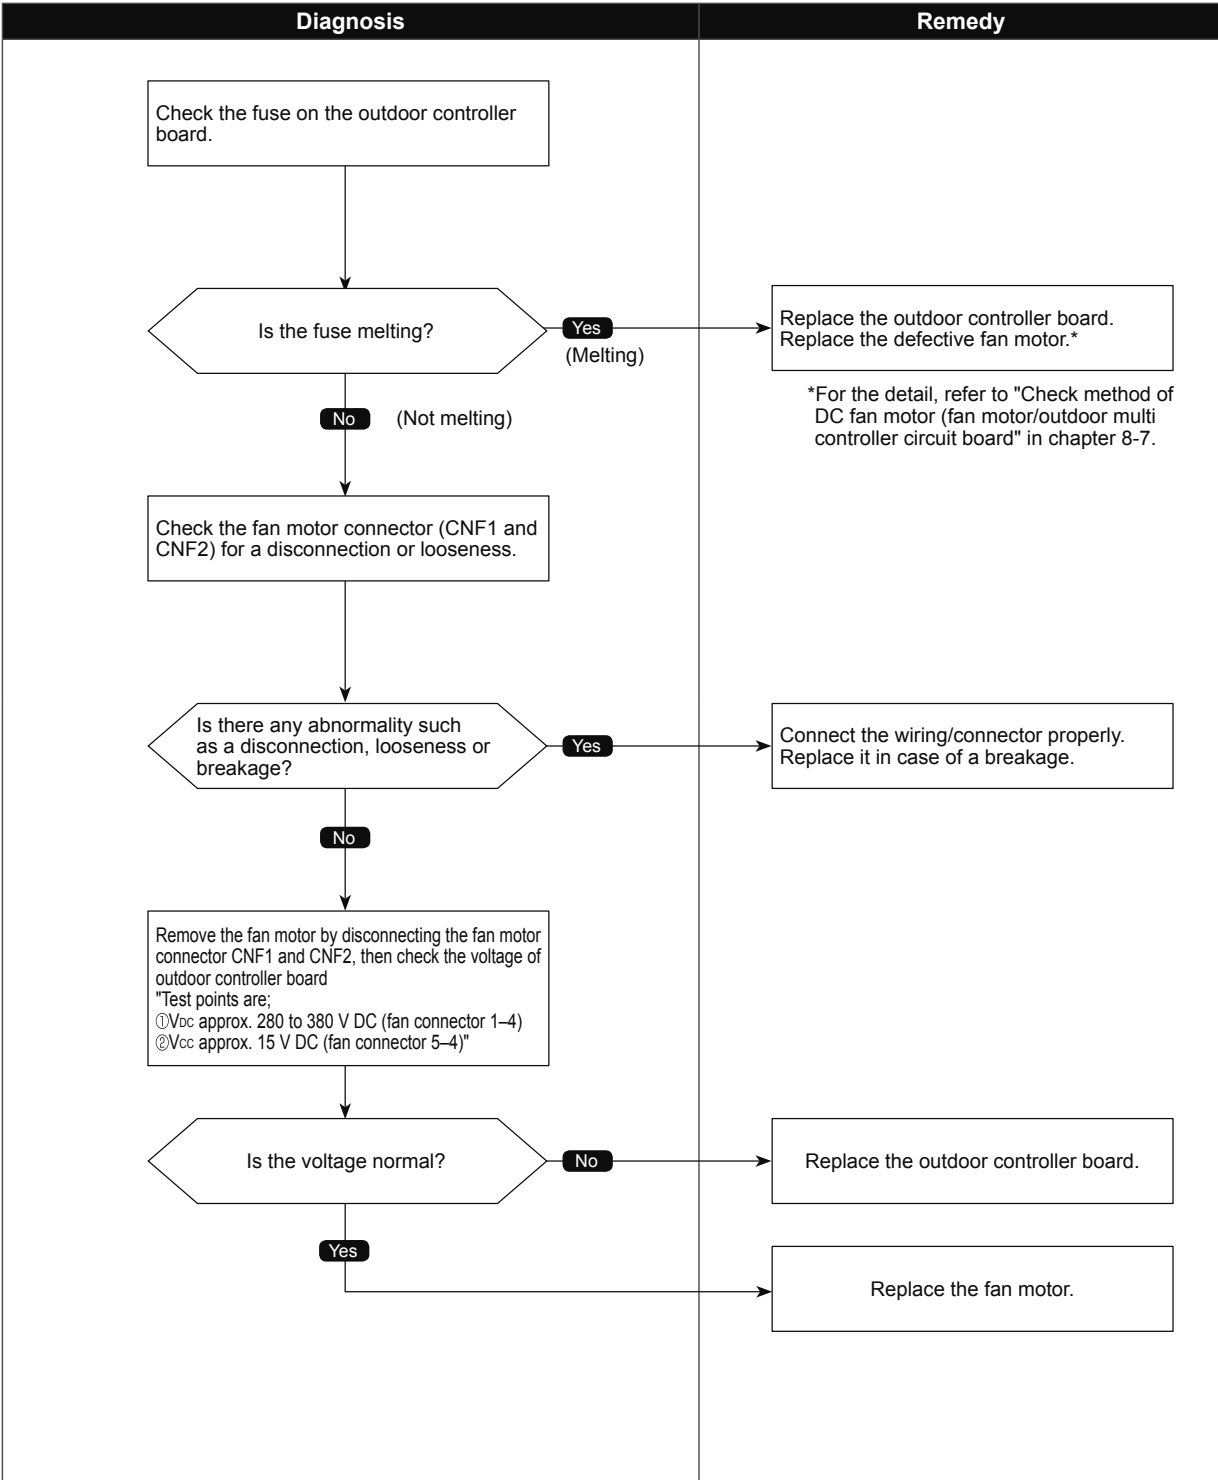 Diagnosis
Remedy
Check the fuse on the outdoor controller
board.
Is the fuse melting?
Yes
(Melting)
Replace the outdoor controller board.
Replace the defective fan motor.*
*For the detail, refer to "Check method of
DC fan motor (fan motor/outdoor multi
controller circuit board" in chapter 8-7.
No
(Not melting)
Check the fan motor connector (CNF1 and
CNF2) for a disconnection or looseness.
Is there any abnormality such
as a disconnection, looseness or
breakage?
Yes
Connect the wiring/connector properly.
Replace it in case of a breakage.
No
Remove the fan motor by disconnecting the fan motor
connector CNF1 and CNF2, then check the voltage of
outdoor controller board
"Test points are;
①VDC approx. 280 to 380 V DC (fan connector 1–4)
②Vcc approx. 15 V DC (fan connector 5–4)"
Is the voltage normal?
No
Replace the outdoor controller board.
Yes
Replace the fan motor.